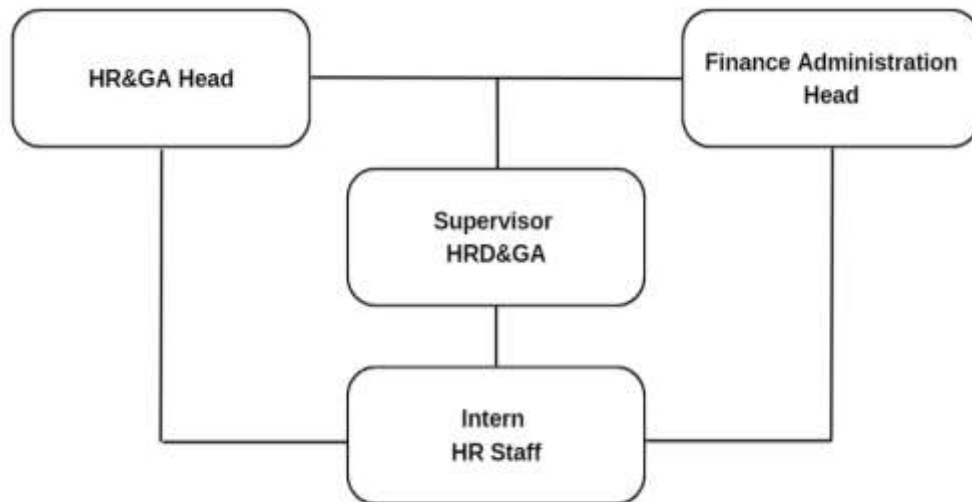 HR&GA Head
Finance Administration
Head
Supervisor
HRD&GA
Intern
HR Staff